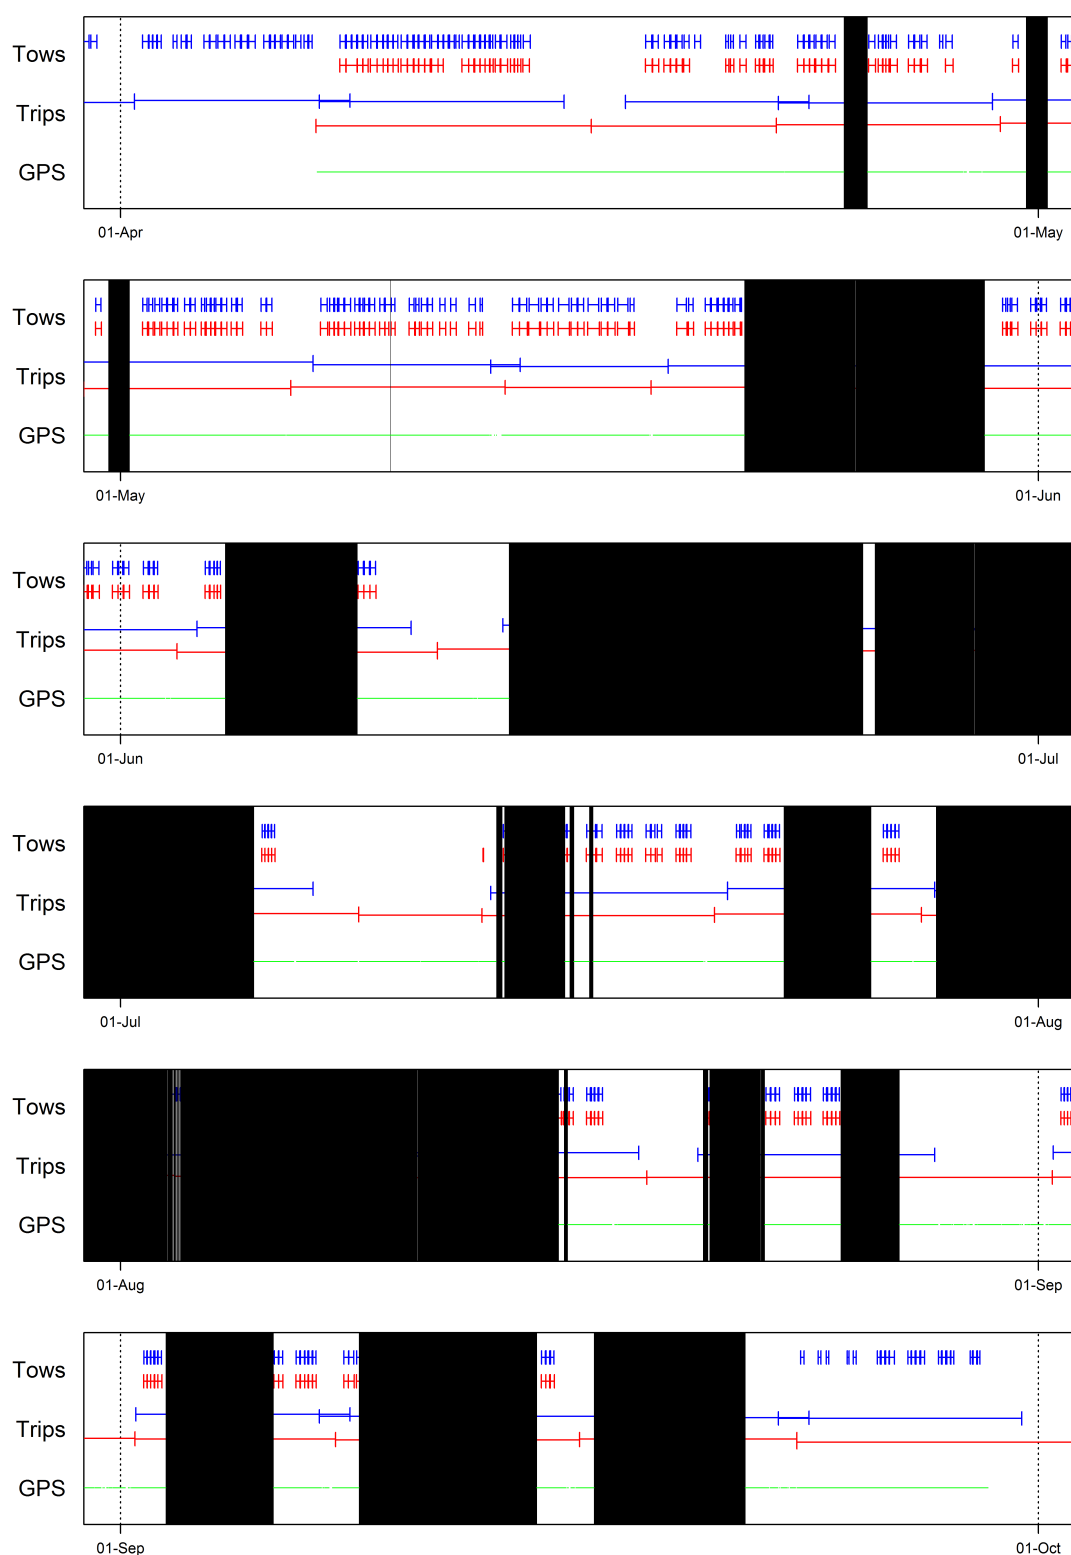 Tows
Trips
GPS
01-Apr 01-May
Tows
Trips
GPS
01-May 01-Jun
Tows
Trips
GPS
01-Jun 01-Jul
Tows
Trips
GPS
01-Jul 01-Aug
Tows
Trips
GPS
01-Aug 01-Sep
Tows
Trips
GPS
01-Sep 01-Oct